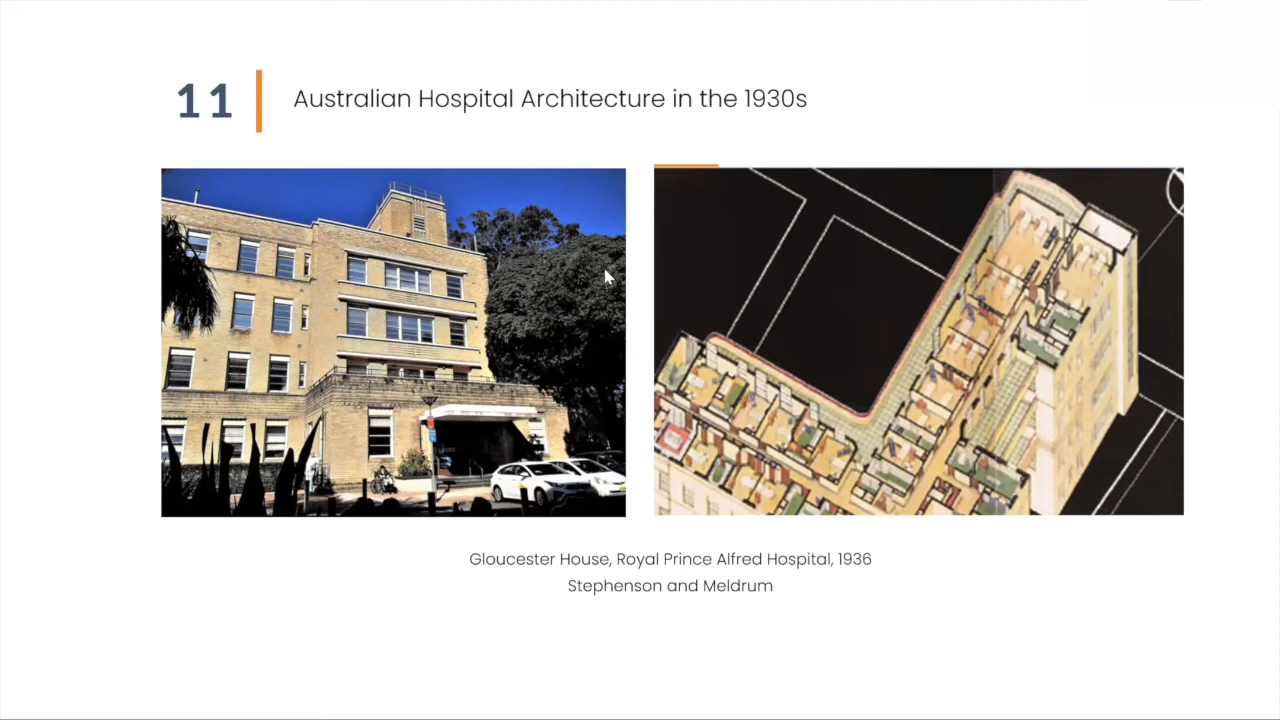 11
Australian Hospital Architecture in the 1930s
Gloucester House, Royal Prince Alfred Hospital, 1936
Stephenson and Meldrum